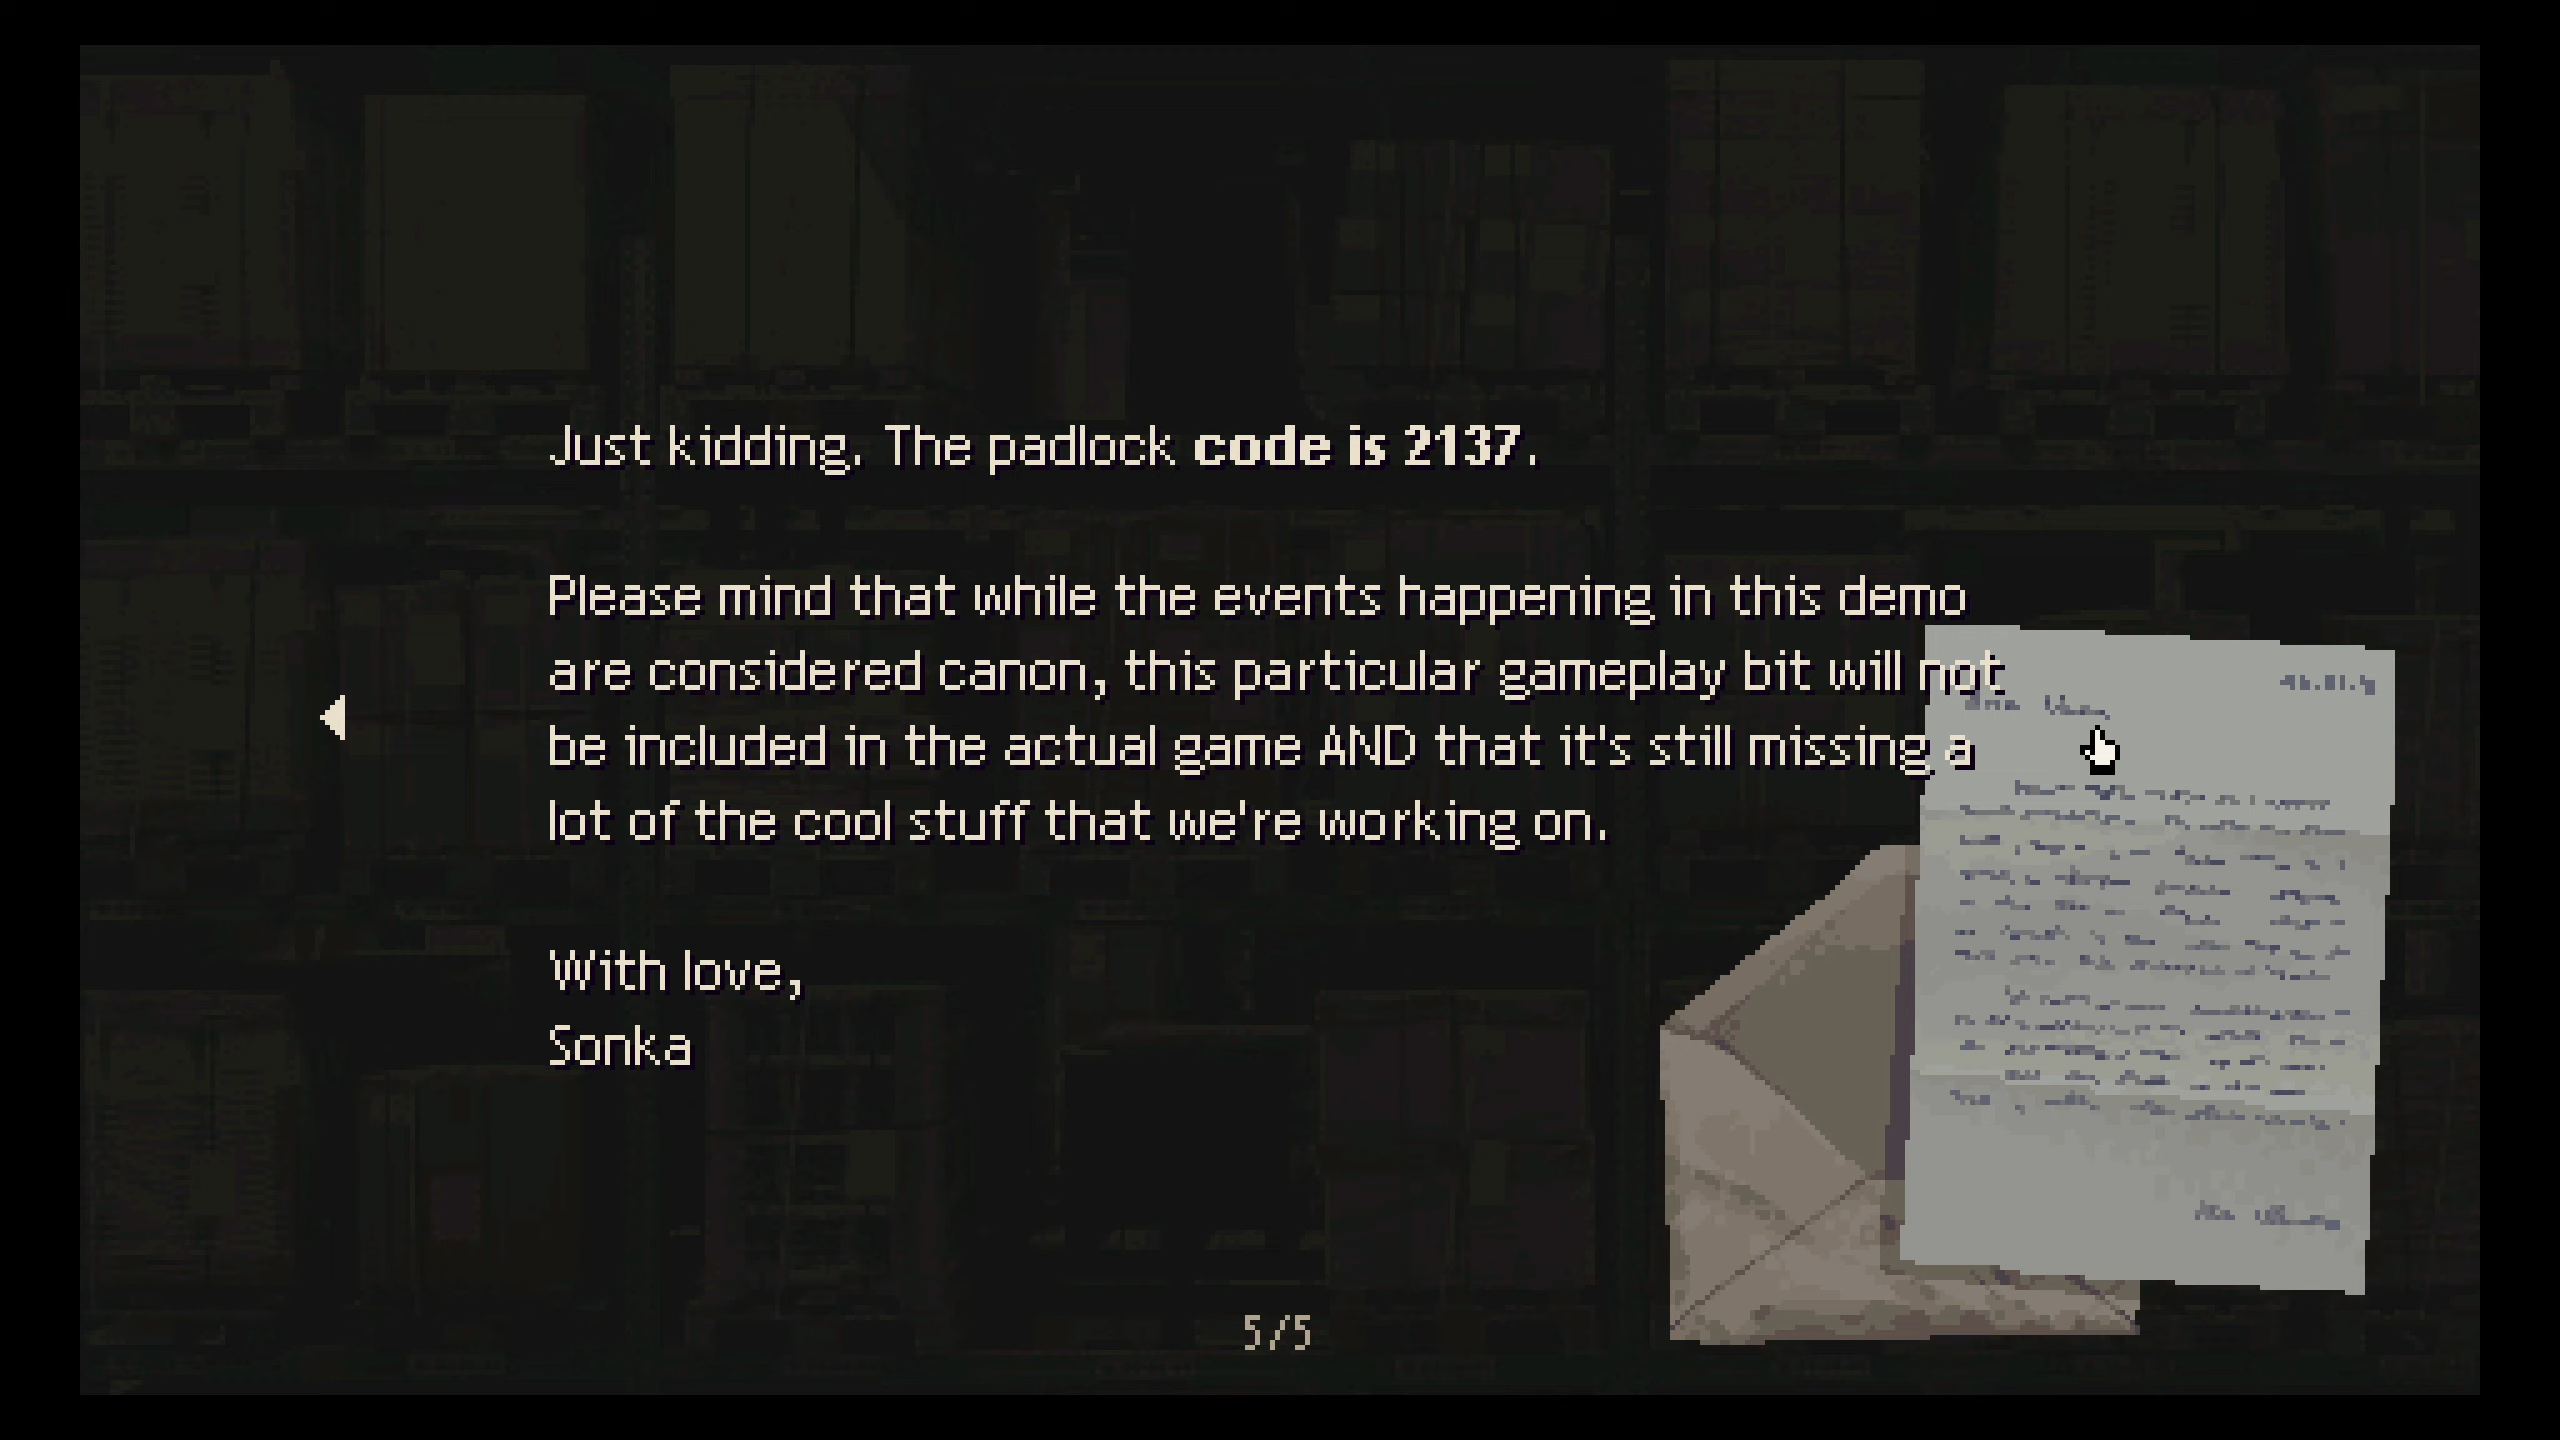 Just kidding. The padlock code is 2137.
Please mind that while the events happening in this demo
are considered canon, this particular gameplay bit will not
be included in the actual game AND that it's still missing a
lot of the cool stuff that we're working on.
With love,
Sonka
5/5